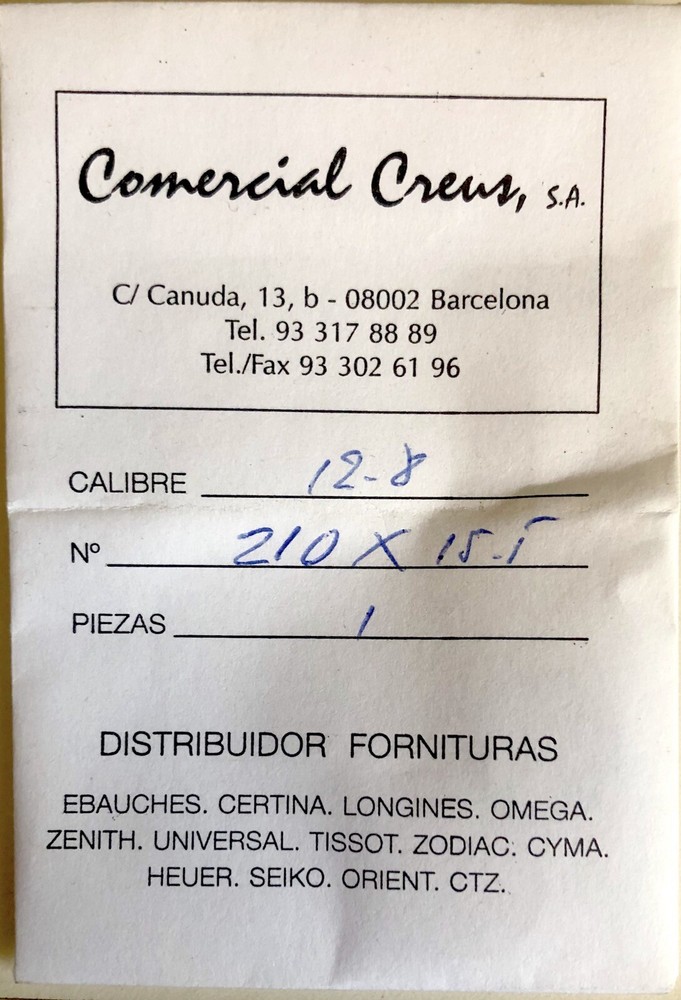 Comercial Creus, S.A.
C/ Canuda, 13, b - 08002 Barcelona
Tel. 93 317 88 89
Tel./Fax 93 302 61 96
CALIBRE 12-8
Nº 210 X 15-5
PIEZAS 1
DISTRIBUIDOR FORNITURAS
EBAUCHES. CERTINA. LONGINES. OMEGA.
ZENITH. UNIVERSAL. TISSOT. ZODIAC. CYMA.
HEUER. SEIKO. ORIENT. CTZ.